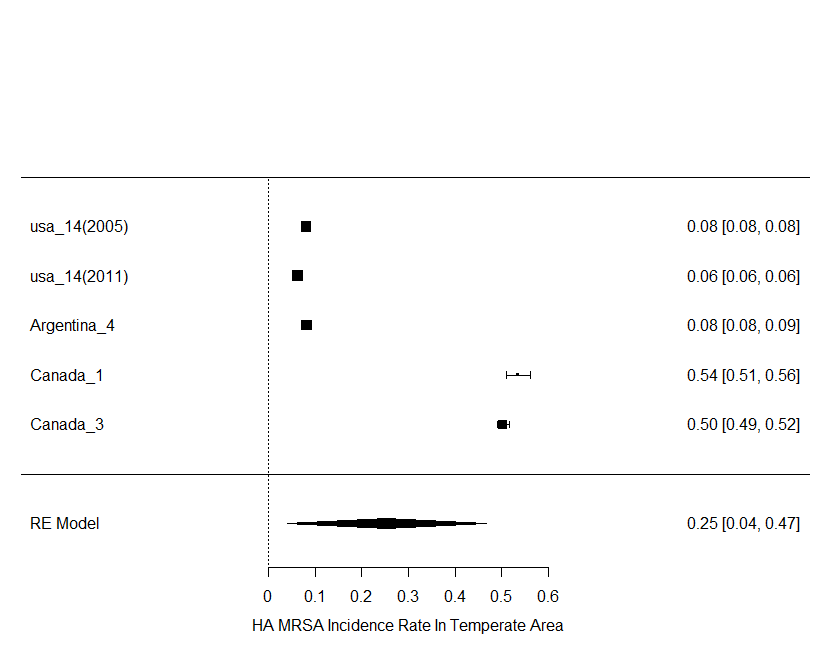 usa_14(2005) 0.08 [0.08, 0.08]
usa_14(2011) 0.06 [0.06, 0.06]
Argentina_4 0.08 [0.08, 0.09]
Canada_1 0.54 [0.51, 0.56]
Canada_3 0.50 [0.49, 0.52]
RE Model 0.25 [0.04, 0.47]
0 0.1 0.2 0.3 0.4 0.5 0.6
HA MRSA Incidence Rate In Temperate Area